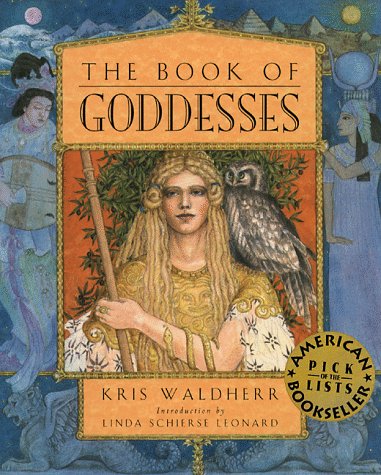 THE BOOK OF
GODDESSES
KRIS WALDHERR
Introduction by
LINDA SCHIERSE LEONARD
AMERICAN
PICK
OF THE
LISTS
BOOKSELLER